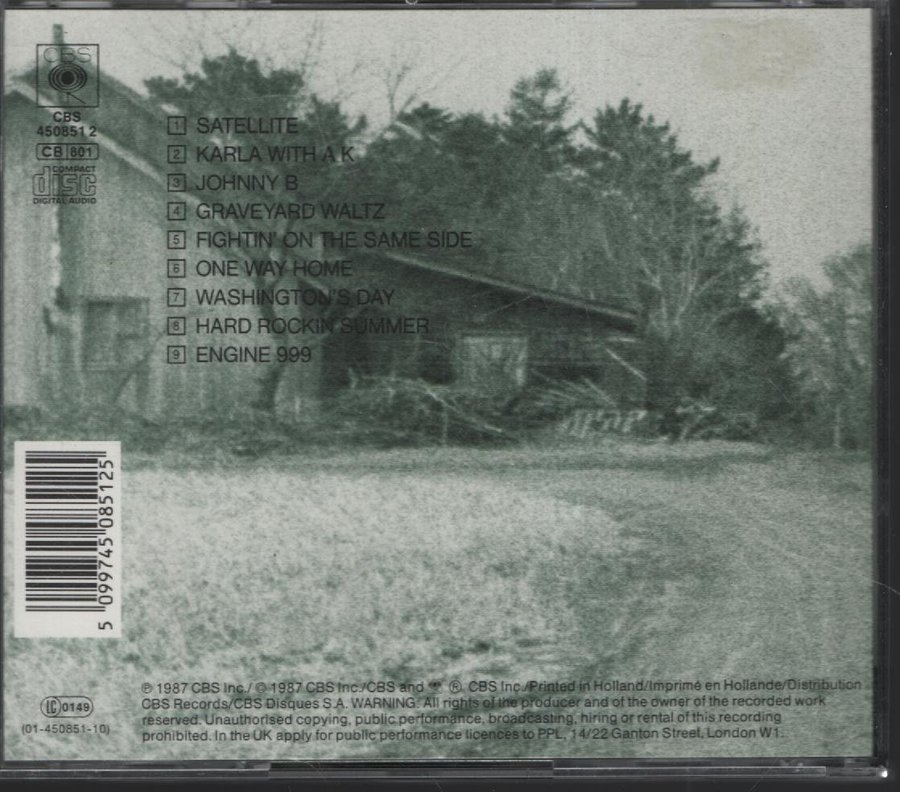 CBS
CBS
450851 2
CB 801
COMPACT
disc
DIGITAL AUDIO
1 SATELLITE
2 KARLA WITH A K
3 JOHNNY B
4 GRAVEYARD WALTZ
5 FIGHTIN' ON THE SAME SIDE
6 ONE WAY HOME
7 WASHINGTON'S DAY
8 HARD ROCKIN SUMMER
9 ENGINE 999
5 099745 085125
LC 0149
(01-450851-10)
℗ 1987 CBS Inc./ © 1987 CBS Inc./CBS and ® CBS Inc./Printed in Holland/Imprimé en Hollande/Distribution
CBS Records/CBS Disques S.A. WARNING: All rights of the producer and of the owner of the recorded work
reserved. Unauthorised copying, public performance, broadcasting, hiring or rental of this recording
prohibited. In the UK apply for public performance licences to PPL, 14/22 Ganton Street, London W1.